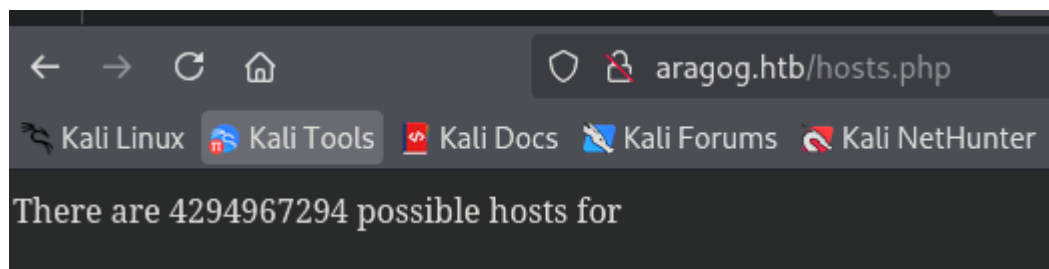 aragog.htb/hosts.php
Kali Linux Kali Tools Kali Docs Kali Forums Kali NetHunter
There are 4294967294 possible hosts for